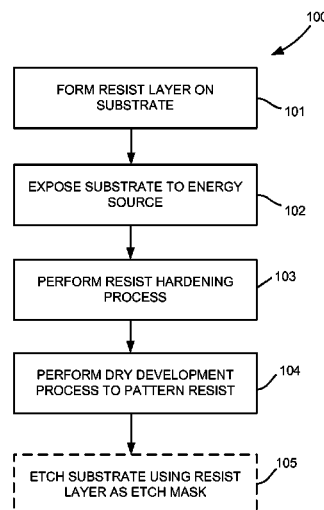 100
FORM RESIST LAYER ON
SUBSTRATE
101
EXPOSE SUBSTRATE TO ENERGY
SOURCE
102
PERFORM RESIST HARDENING
PROCESS
103
PERFORM DRY DEVELOPMENT
PROCESS TO PATTERN RESIST
104
ETCH SUBSTRATE USING RESIST
LAYER AS ETCH MASK
105